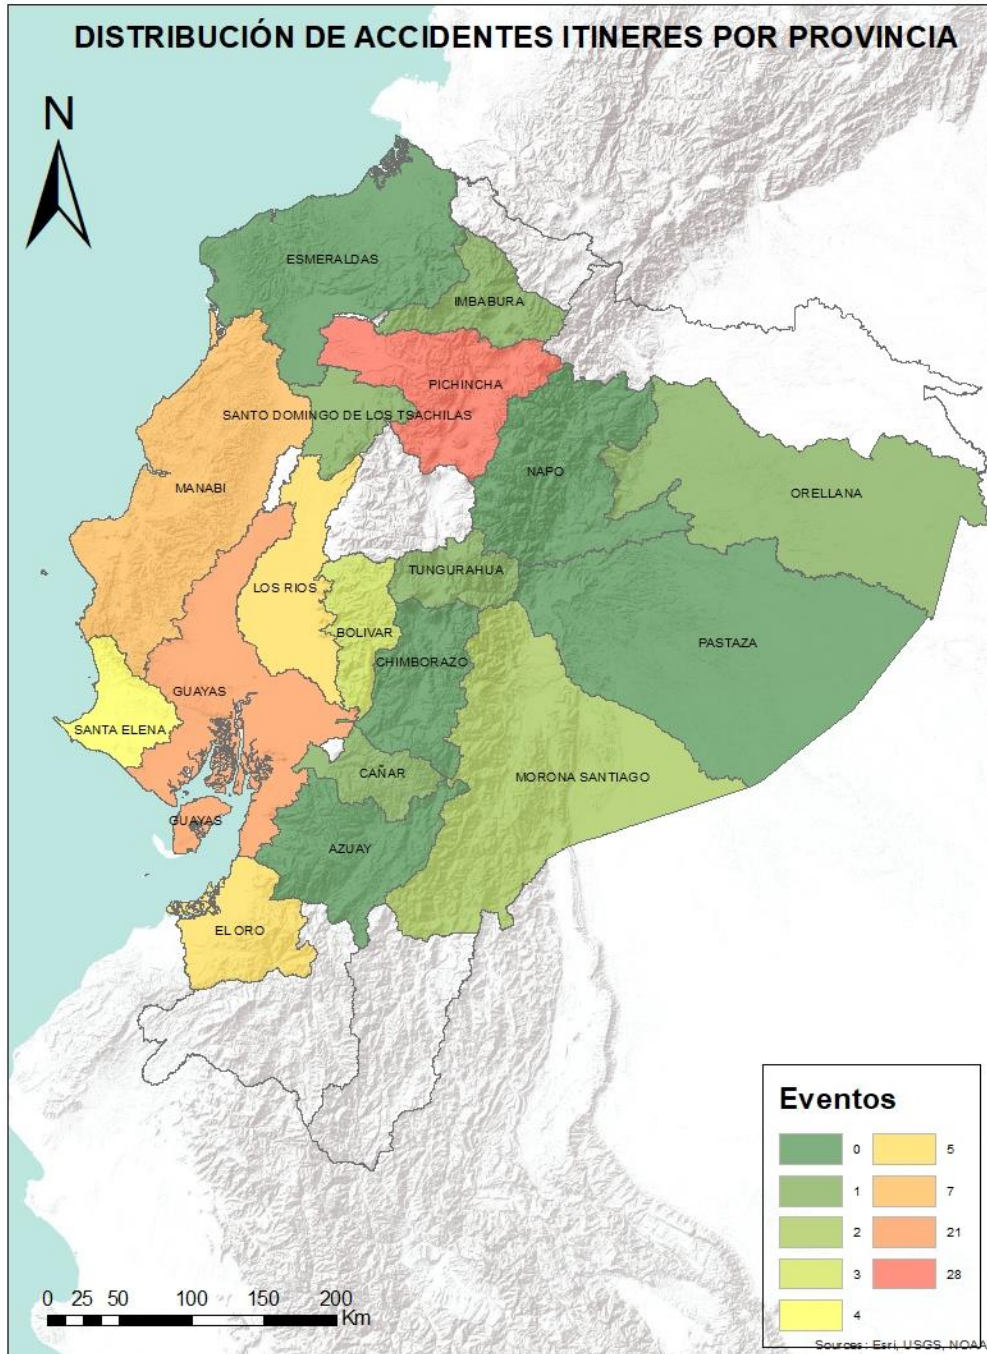 DISTRIBUCIÓN DE ACCIDENTES ITINERES POR PROVINCIA
N
ESMERALDAS
IMBABURA
PICHINCHA
SANTO DOMINGO DE LOS TSACHILAS
NAPO
MANABI
ORELLANA
TUNGURAHUA
LOS RIOS
BOLIVAR
PASTAZA
CHIMBORAZO
GUAYAS
SANTA ELENA
CAÑAR
MORONA SANTIAGO
GUAYAS
AZUAY
EL ORO
Eventos
0 5
1 7
2 21
3 28
4
0 25 50 100 150 200
Km
Sources: Esri, USGS, NOAA